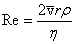 Re = 2v̅rρ / η